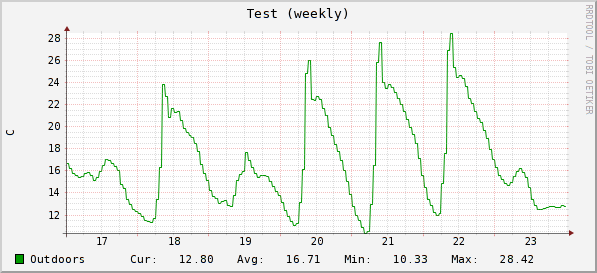 Test (weekly)
RRDTOOL / TOBI OETIKER
C
28
26
24
22
20
18
16
14
12
17 18 19 20 21 22 23
Outdoors Cur: 12.80 Avg: 16.71 Min: 10.33 Max: 28.42